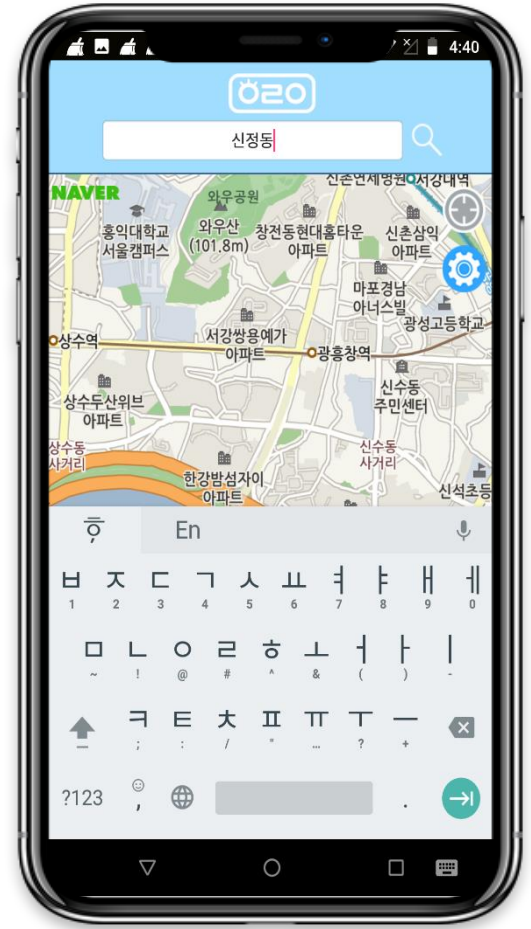 4:40
O2O
신정동
NAVER
와우공원
신촌연세병원
서강대역
홍익대학교
서울캠퍼스
와우산
(101.8m)
창전동현대홈타운
아파트
신촌삼익
아파트
마포경남
아너스빌
광성고등학교
상수역
서강쌍용예가
아파트
광흥창역
상수두산위브
아파트
신수동
주민센터
상수동
사거리
신수동
사거리
한강밤섬자이
아파트
신석초등
En
ㅂ ㅈ ㄷ ㄱ ㅅ ㅛ ㅕ ㅑ ㅐ ㅔ
1 2 3 4 5 6 7 8 9 0
ㅁ ㄴ ㅇ ㄹ ㅎ ㅗ ㅓ ㅏ ㅣ
~ ! @ # ^ & ( ) -
ㅋ ㅌ ㅊ ㅍ ㅠ ㅜ ㅡ
; : / " … ? +
?123 , .